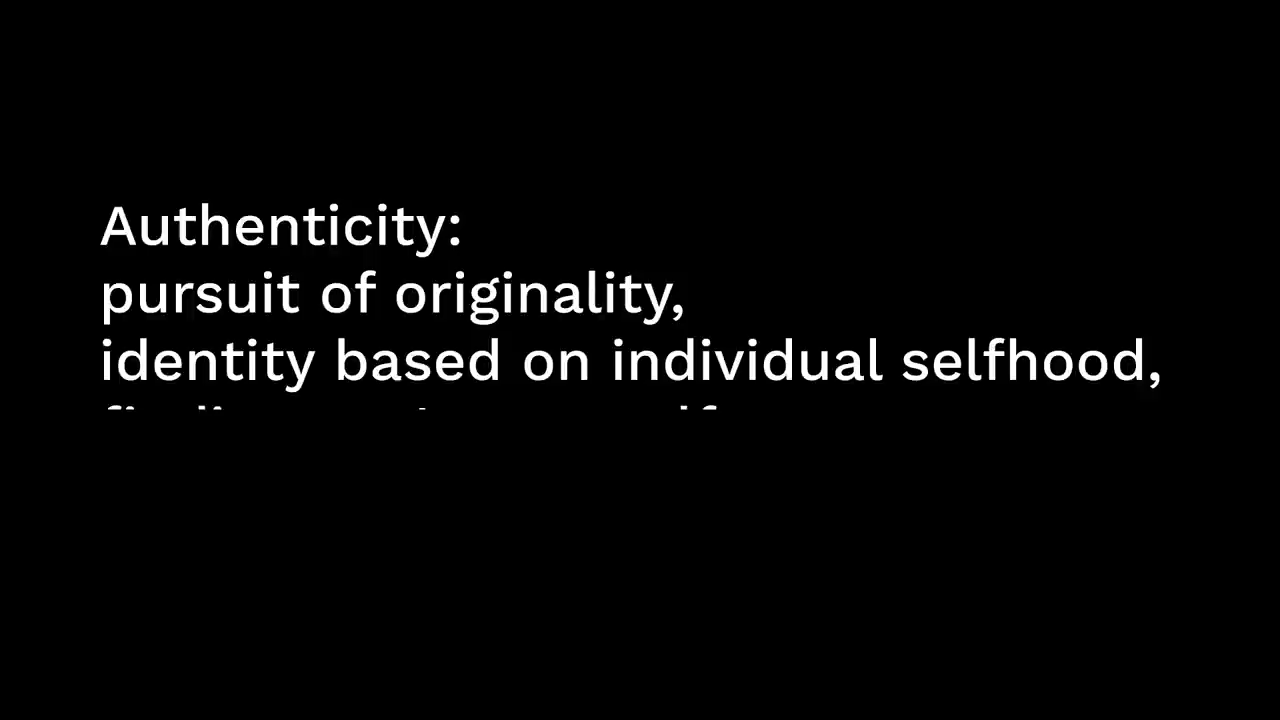 Authenticity:
pursuit of originality,
identity based on individual selfhood,